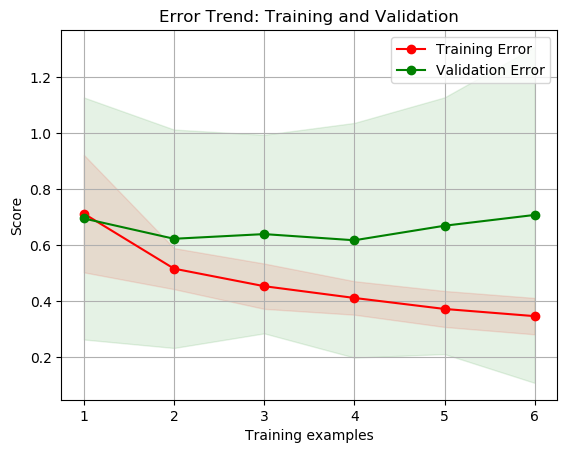 Error Trend: Training and Validation
Training Error
Validation Error
1.2
1.0
0.8
0.6
0.4
0.2
Score
1 2 3 4 5 6
Training examples